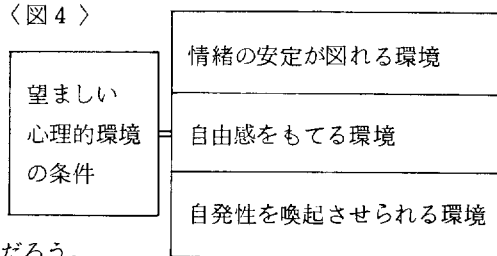 〈図4〉
情緒の安定が図れる環境
望ましい
心理的環境
の条件
自由感をもてる環境
自発性を喚起させられる環境
だろう。